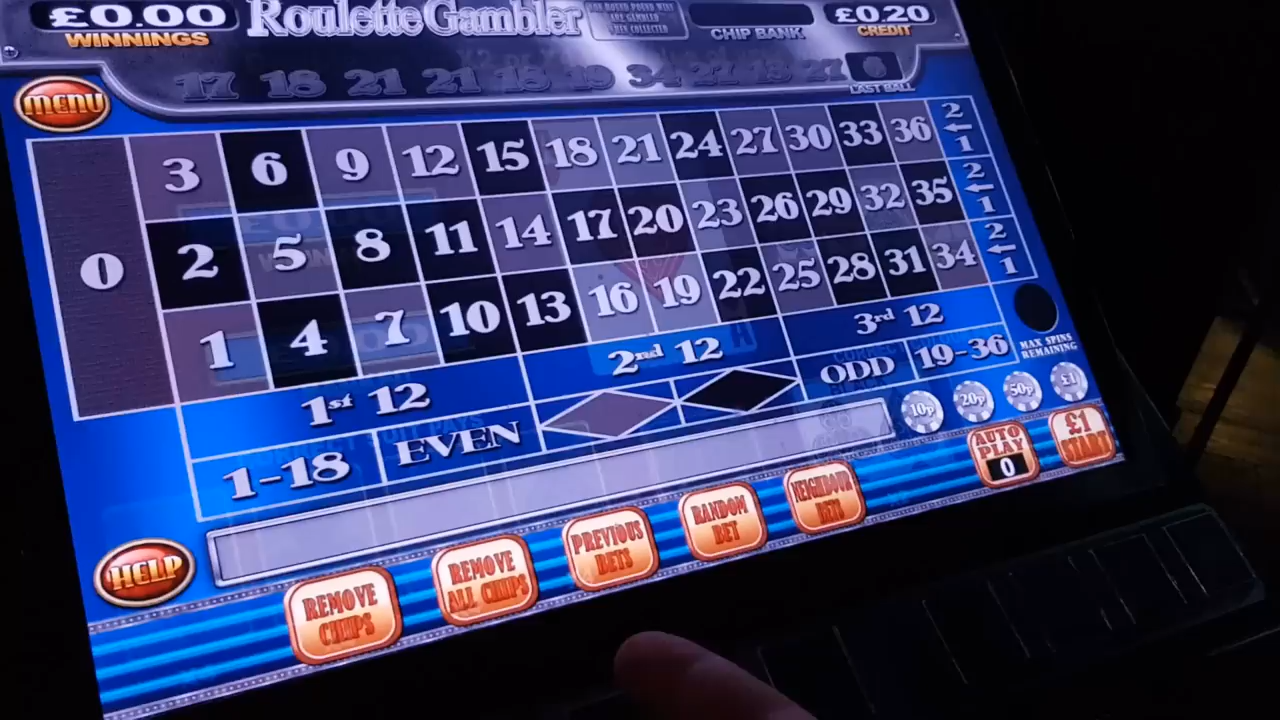 £0.00
WINNINGS
Roulette Gambler
CHIP BANK
£0.20
CREDIT
17 18 21 21 18 19 34 27 18 27
LAST BALL
MENU
3 6 9 12 15 18 21 24 27 30 33 36 2←1
0 2 5 8 11 14 17 20 23 26 29 32 35 2←1
1 4 7 10 13 16 19 22 25 28 31 34 2←1
1st 12 2nd 12 3rd 12
1-18 EVEN ODD 19-36
MAX SPINS
REMAINING
10p 20p 50p £1
HELP
REMOVE
CHIPS
REMOVE
ALL CHIPS
PREVIOUS
BETS
RANDOM
BET
NEIGHBOUR
BETS
AUTO
PLAY
0
£1
START